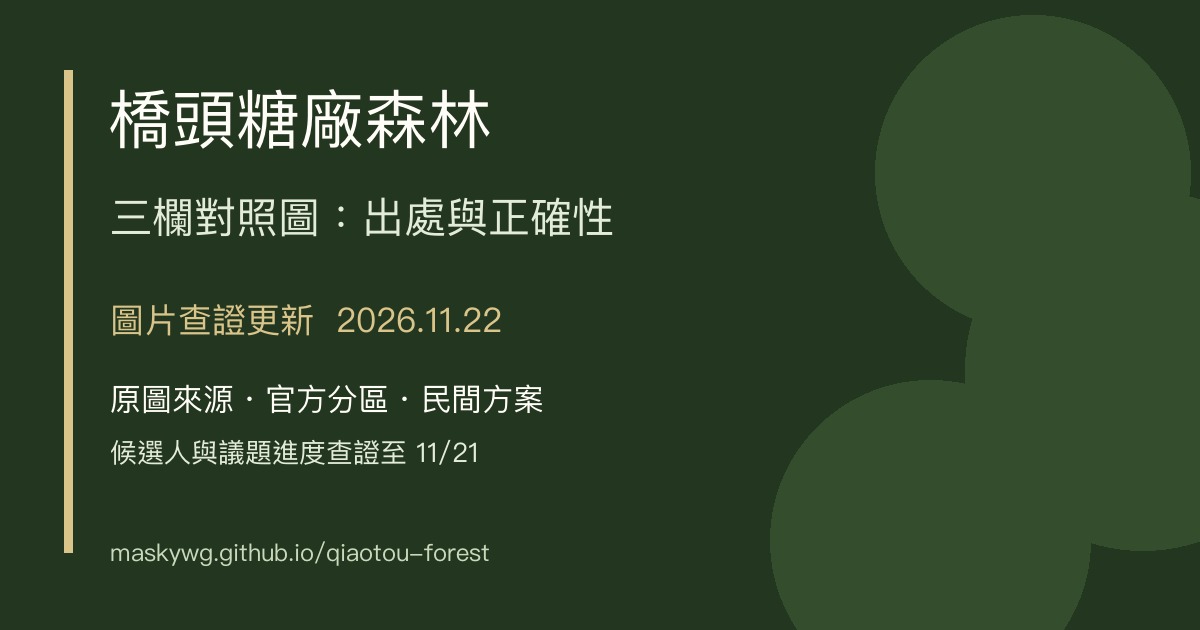 橋頭糖廠森林
三欄對照圖：出處與正確性
圖片查證更新 2026.11.22
原圖來源・官方分區・民間方案
候選人與議題進度查證至 11/21
maskywg.github.io/qiaotou-forest